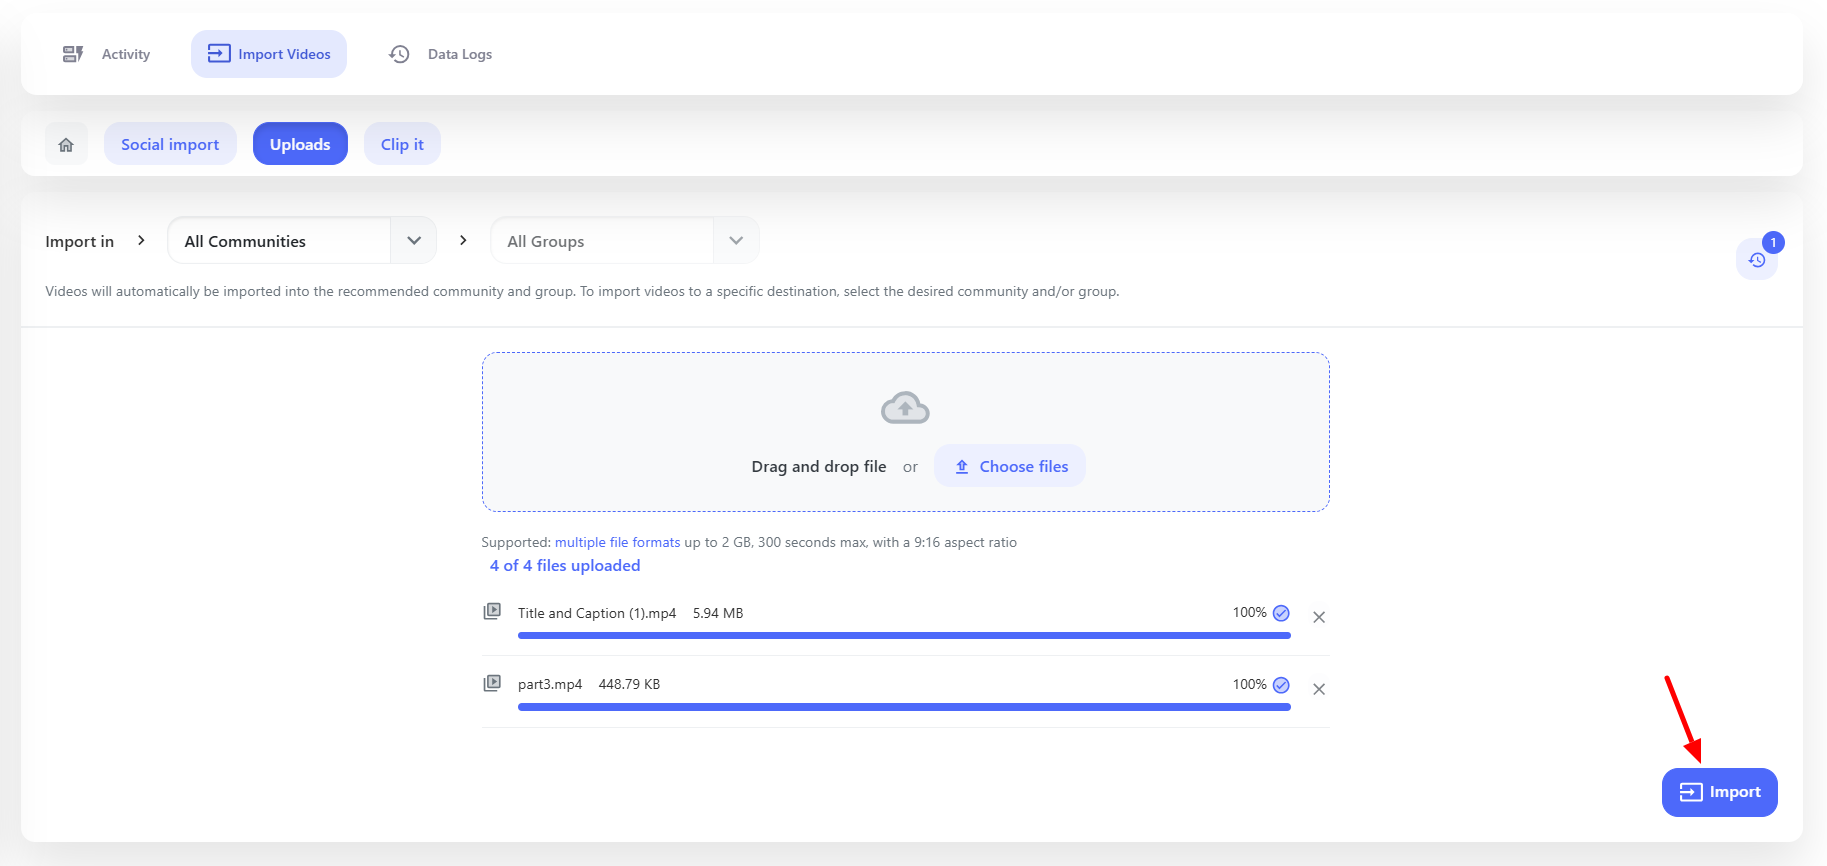 Activity
Import Videos
Data Logs
Social import
Uploads
Clip it
Import in
All Communities
All Groups
1
Videos will automatically be imported into the recommended community and group. To import videos to a specific destination, select the desired community and/or group.
Drag and drop file or Choose files
Supported: multiple file formats up to 2 GB, 300 seconds max, with a 9:16 aspect ratio
4 of 4 files uploaded
Title and Caption (1).mp4 5.94 MB 100%
part3.mp4 448.79 KB 100%
Import